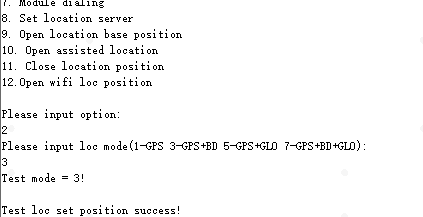 7. Module dialing
8. Set location server
9. Open location base position
10. Open assisted location
11. Close location position
12.Open wifi loc position
Please input option:
2
Please input loc mode(1-GPS 3-GPS+BD 5-GPS+GLO 7-GPS+BD+GLO):
3
Test mode = 3!
Test loc set position success!